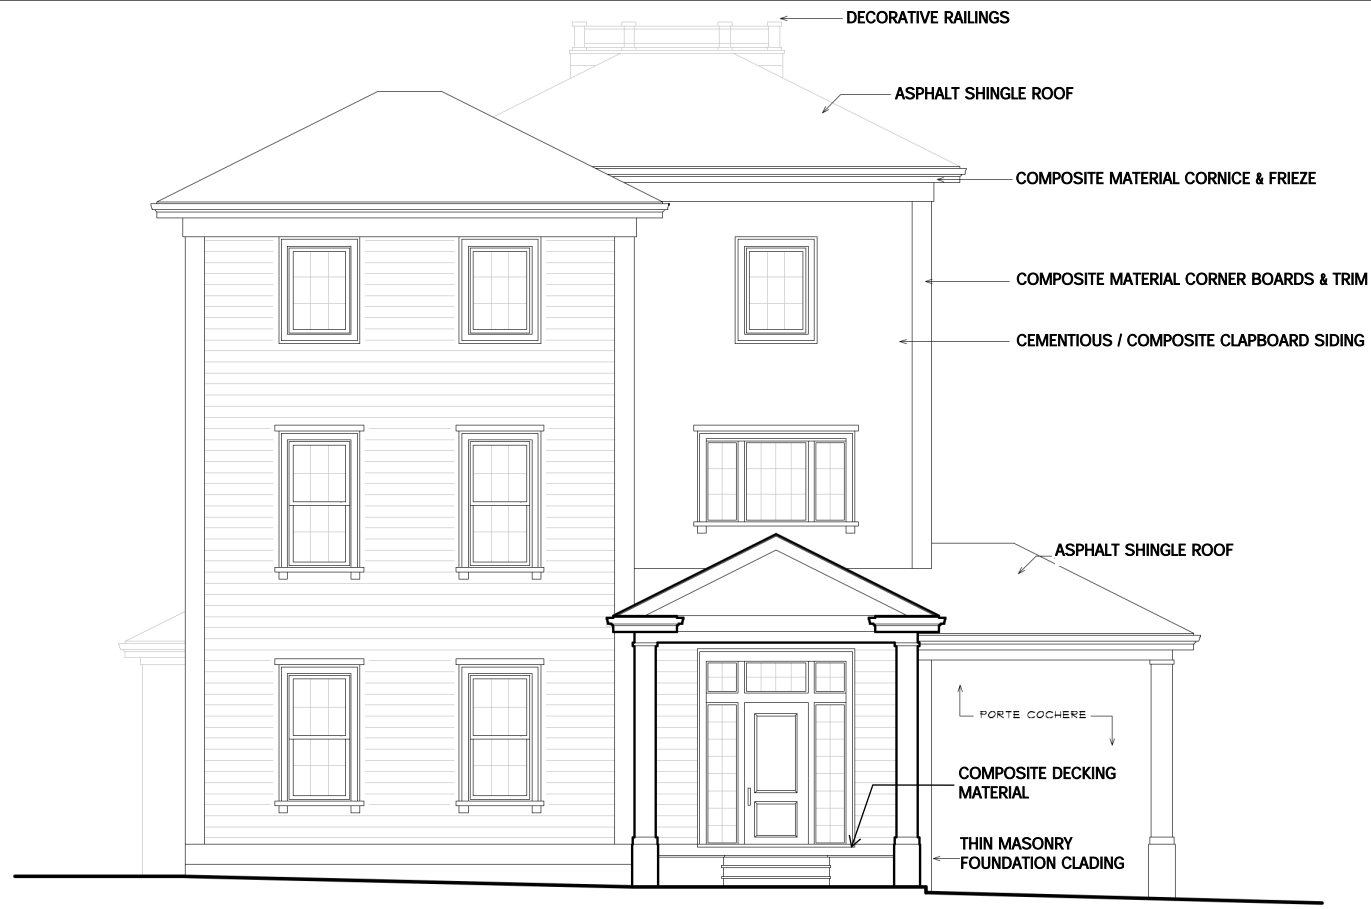 DECORATIVE RAILINGS
ASPHALT SHINGLE ROOF
COMPOSITE MATERIAL CORNICE & FRIEZE
COMPOSITE MATERIAL CORNER BOARDS & TRIM
CEMENTIOUS / COMPOSITE CLAPBOARD SIDING
ASPHALT SHINGLE ROOF
PORTE COCHERE
COMPOSITE DECKING
MATERIAL
THIN MASONRY
FOUNDATION CLADING